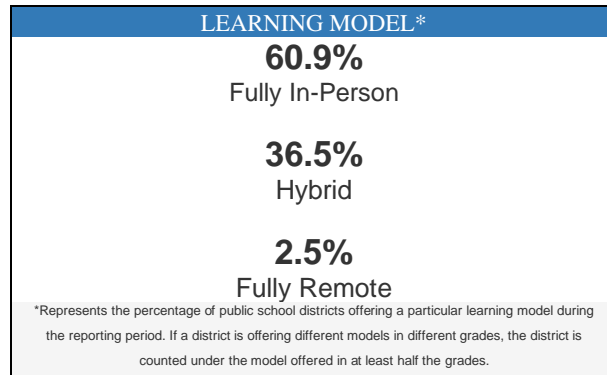 LEARNING MODEL*
60.9%
Fully In-Person
36.5%
Hybrid
2.5%
Fully Remote
*Represents the percentage of public school districts offering a particular learning model during
the reporting period. If a district is offering different models in different grades, the district is
counted under the model offered in at least half the grades.